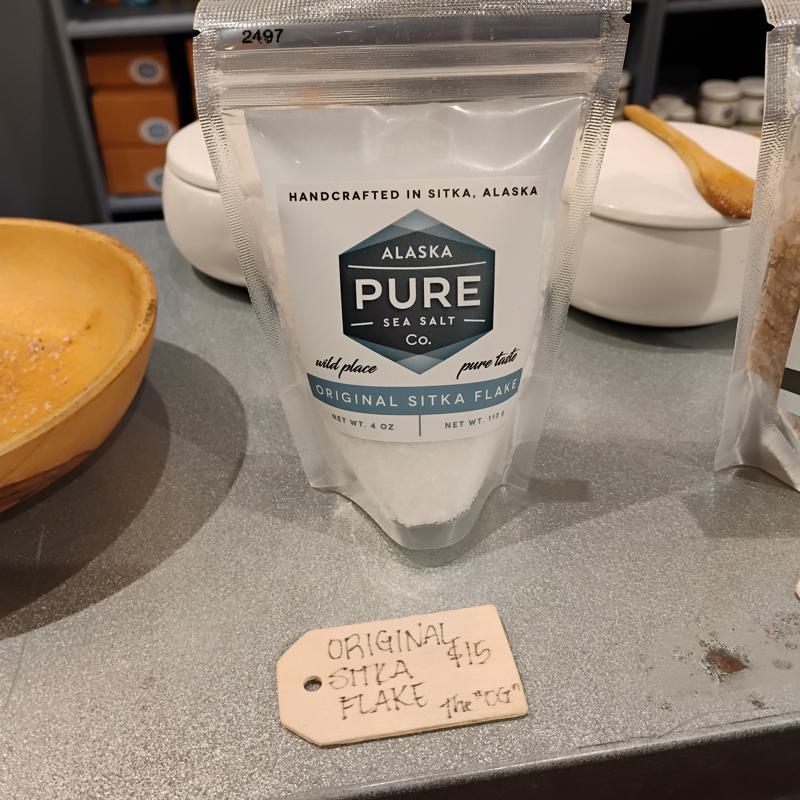 2497
HANDCRAFTED IN SITKA, ALASKA
ALASKA
PURE
SEA SALT
Co.
wild place
pure taste
ORIGINAL SITKA FLAKE
NET WT. 4 OZ
NET WT. 113 g
ORIGINAL
SITKA
FLAKE
$15
The "OG"